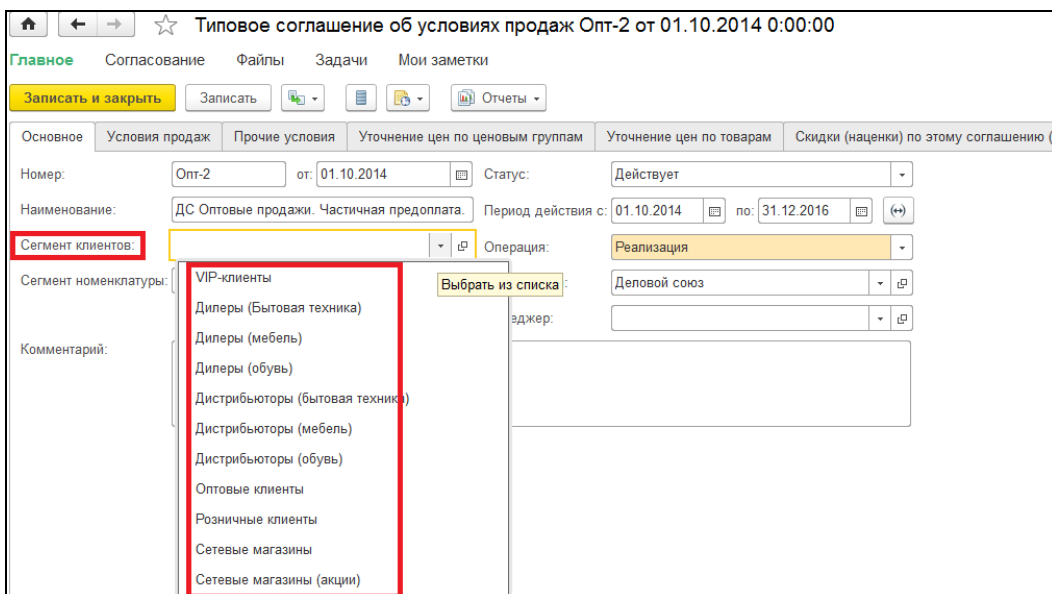 Типовое соглашение об условиях продаж Опт-2 от 01.10.2014 0:00:00
Главное Согласование Файлы Задачи Мои заметки
Записать и закрыть Записать Отчеты
Основное Условия продаж Прочие условия Уточнение цен по ценовым группам Уточнение цен по товарам Скидки (наценки) по этому соглашению (
Номер: Опт-2 от: 01.10.2014 Статус: Действует
Наименование: ДС Оптовые продажи. Частичная предоплата. Период действия с: 01.10.2014 по: 31.12.2016
Сегмент клиентов: Операция: Реализация
Сегмент номенклатуры: VIP-клиенты Выбрать из списка : Деловой союз
Дилеры (Бытовая техника) еджер:
Дилеры (мебель)
Комментарий:
Дилеры (обувь)
Дистрибьюторы (бытовая техника)
Дистрибьюторы (мебель)
Дистрибьюторы (обувь)
Оптовые клиенты
Розничные клиенты
Сетевые магазины
Сетевые магазины (акции)